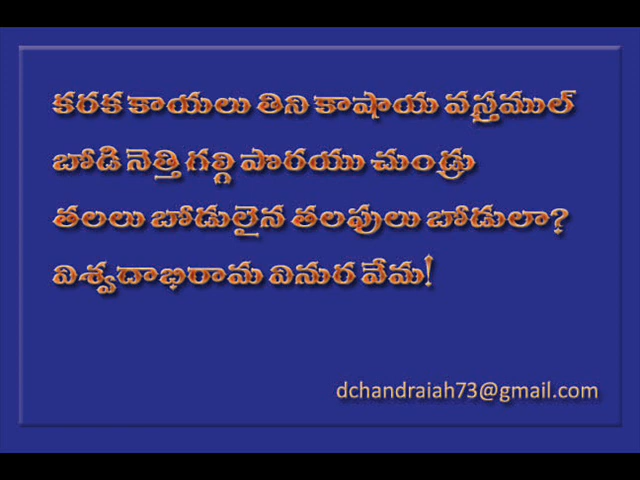 కరక కాయలు తిని కాషాయ వస్త్రముల్
బోడి నెత్తి గల్గి పొరయు చుండ్రు
తలలు బోడులైన తలపులు బోడులా?
విశ్వదాభిరామ వినుర వేమ!
dchandraiah73@gmail.com